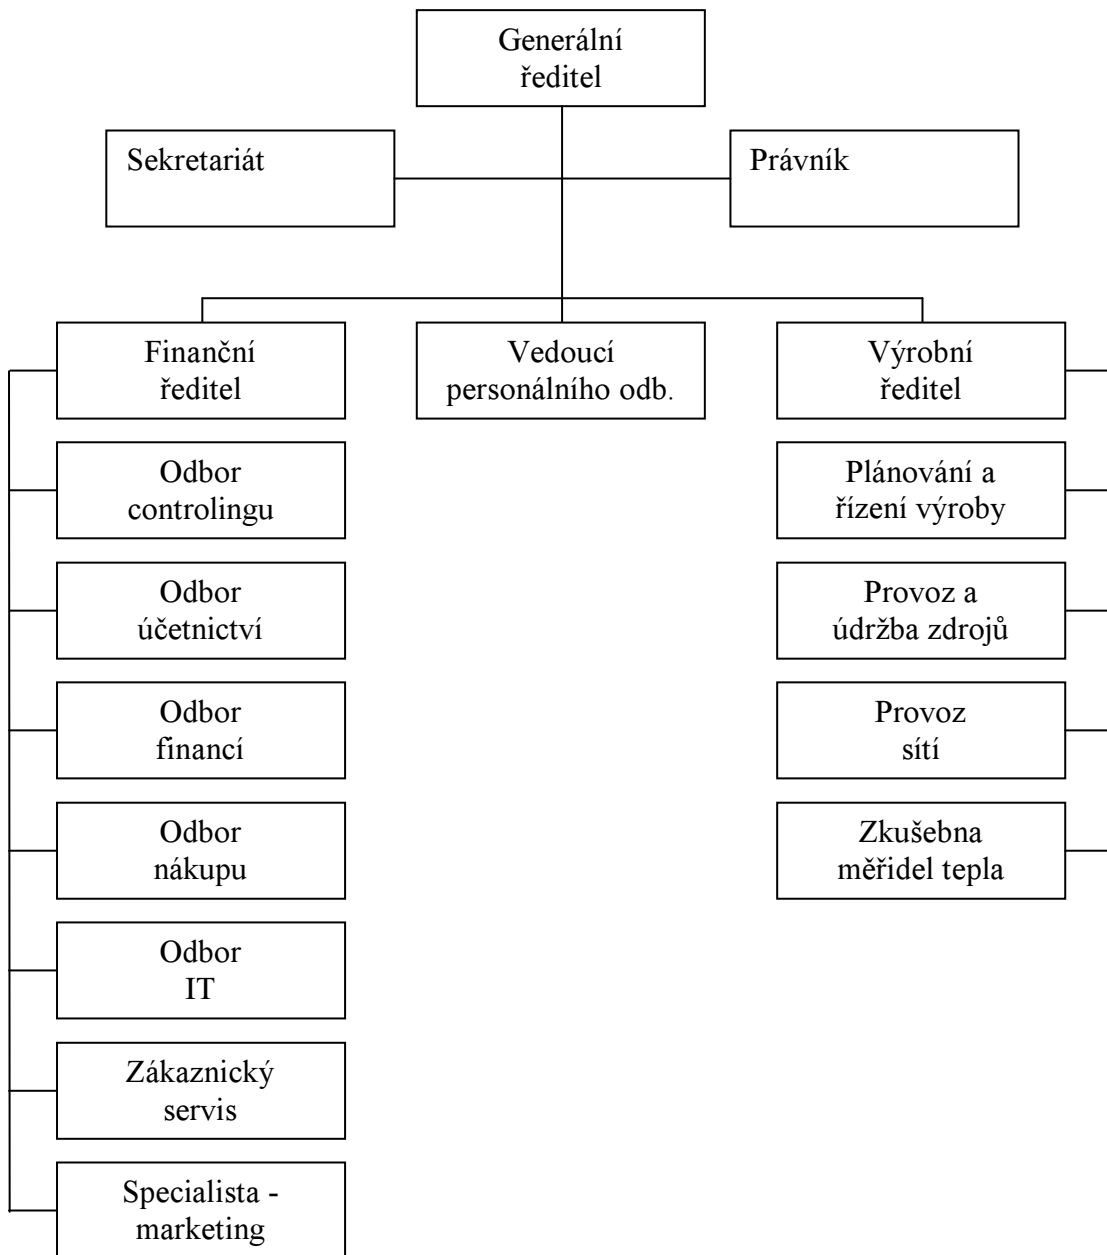 Generální
ředitel
Sekretariát
Právník
Finanční
ředitel
Vedoucí
personálního odb.
Výrobní
ředitel
Odbor
controlingu
Plánování a
řízení výroby
Odbor
účetnictví
Provoz a
údržba zdrojů
Odbor
financí
Provoz
sítí
Odbor
nákupu
Zkušebna
měřidel tepla
Odbor
IT
Zákaznický
servis
Specialista -
marketing